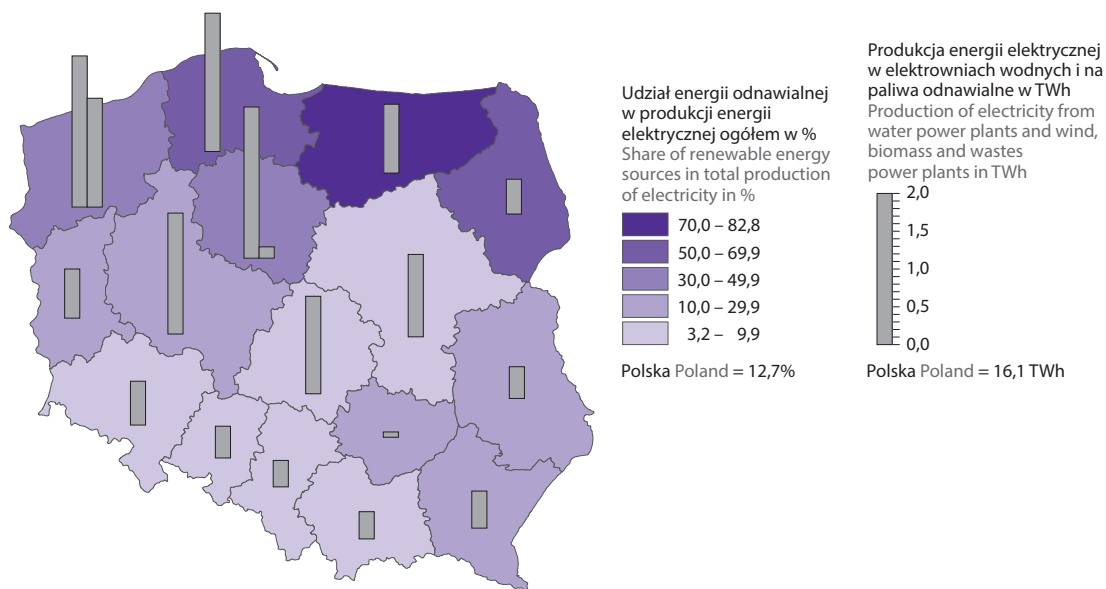 Udział energii odnawialnej
w produkcji energii
elektrycznej ogółem w %
Share of renewable energy
sources in total production
of electricity in %
70,0 – 82,8
50,0 – 69,9
30,0 – 49,9
10,0 – 29,9
3,2 – 9,9
Polska Poland = 12,7%
Produkcja energii elektrycznej
w elektrowniach wodnych i na
paliwa odnawialne w TWh
Production of electricity from
water power plants and wind,
biomass and wastes
power plants in TWh
2,0
1,5
1,0
0,5
0,0
Polska Poland = 16,1 TWh